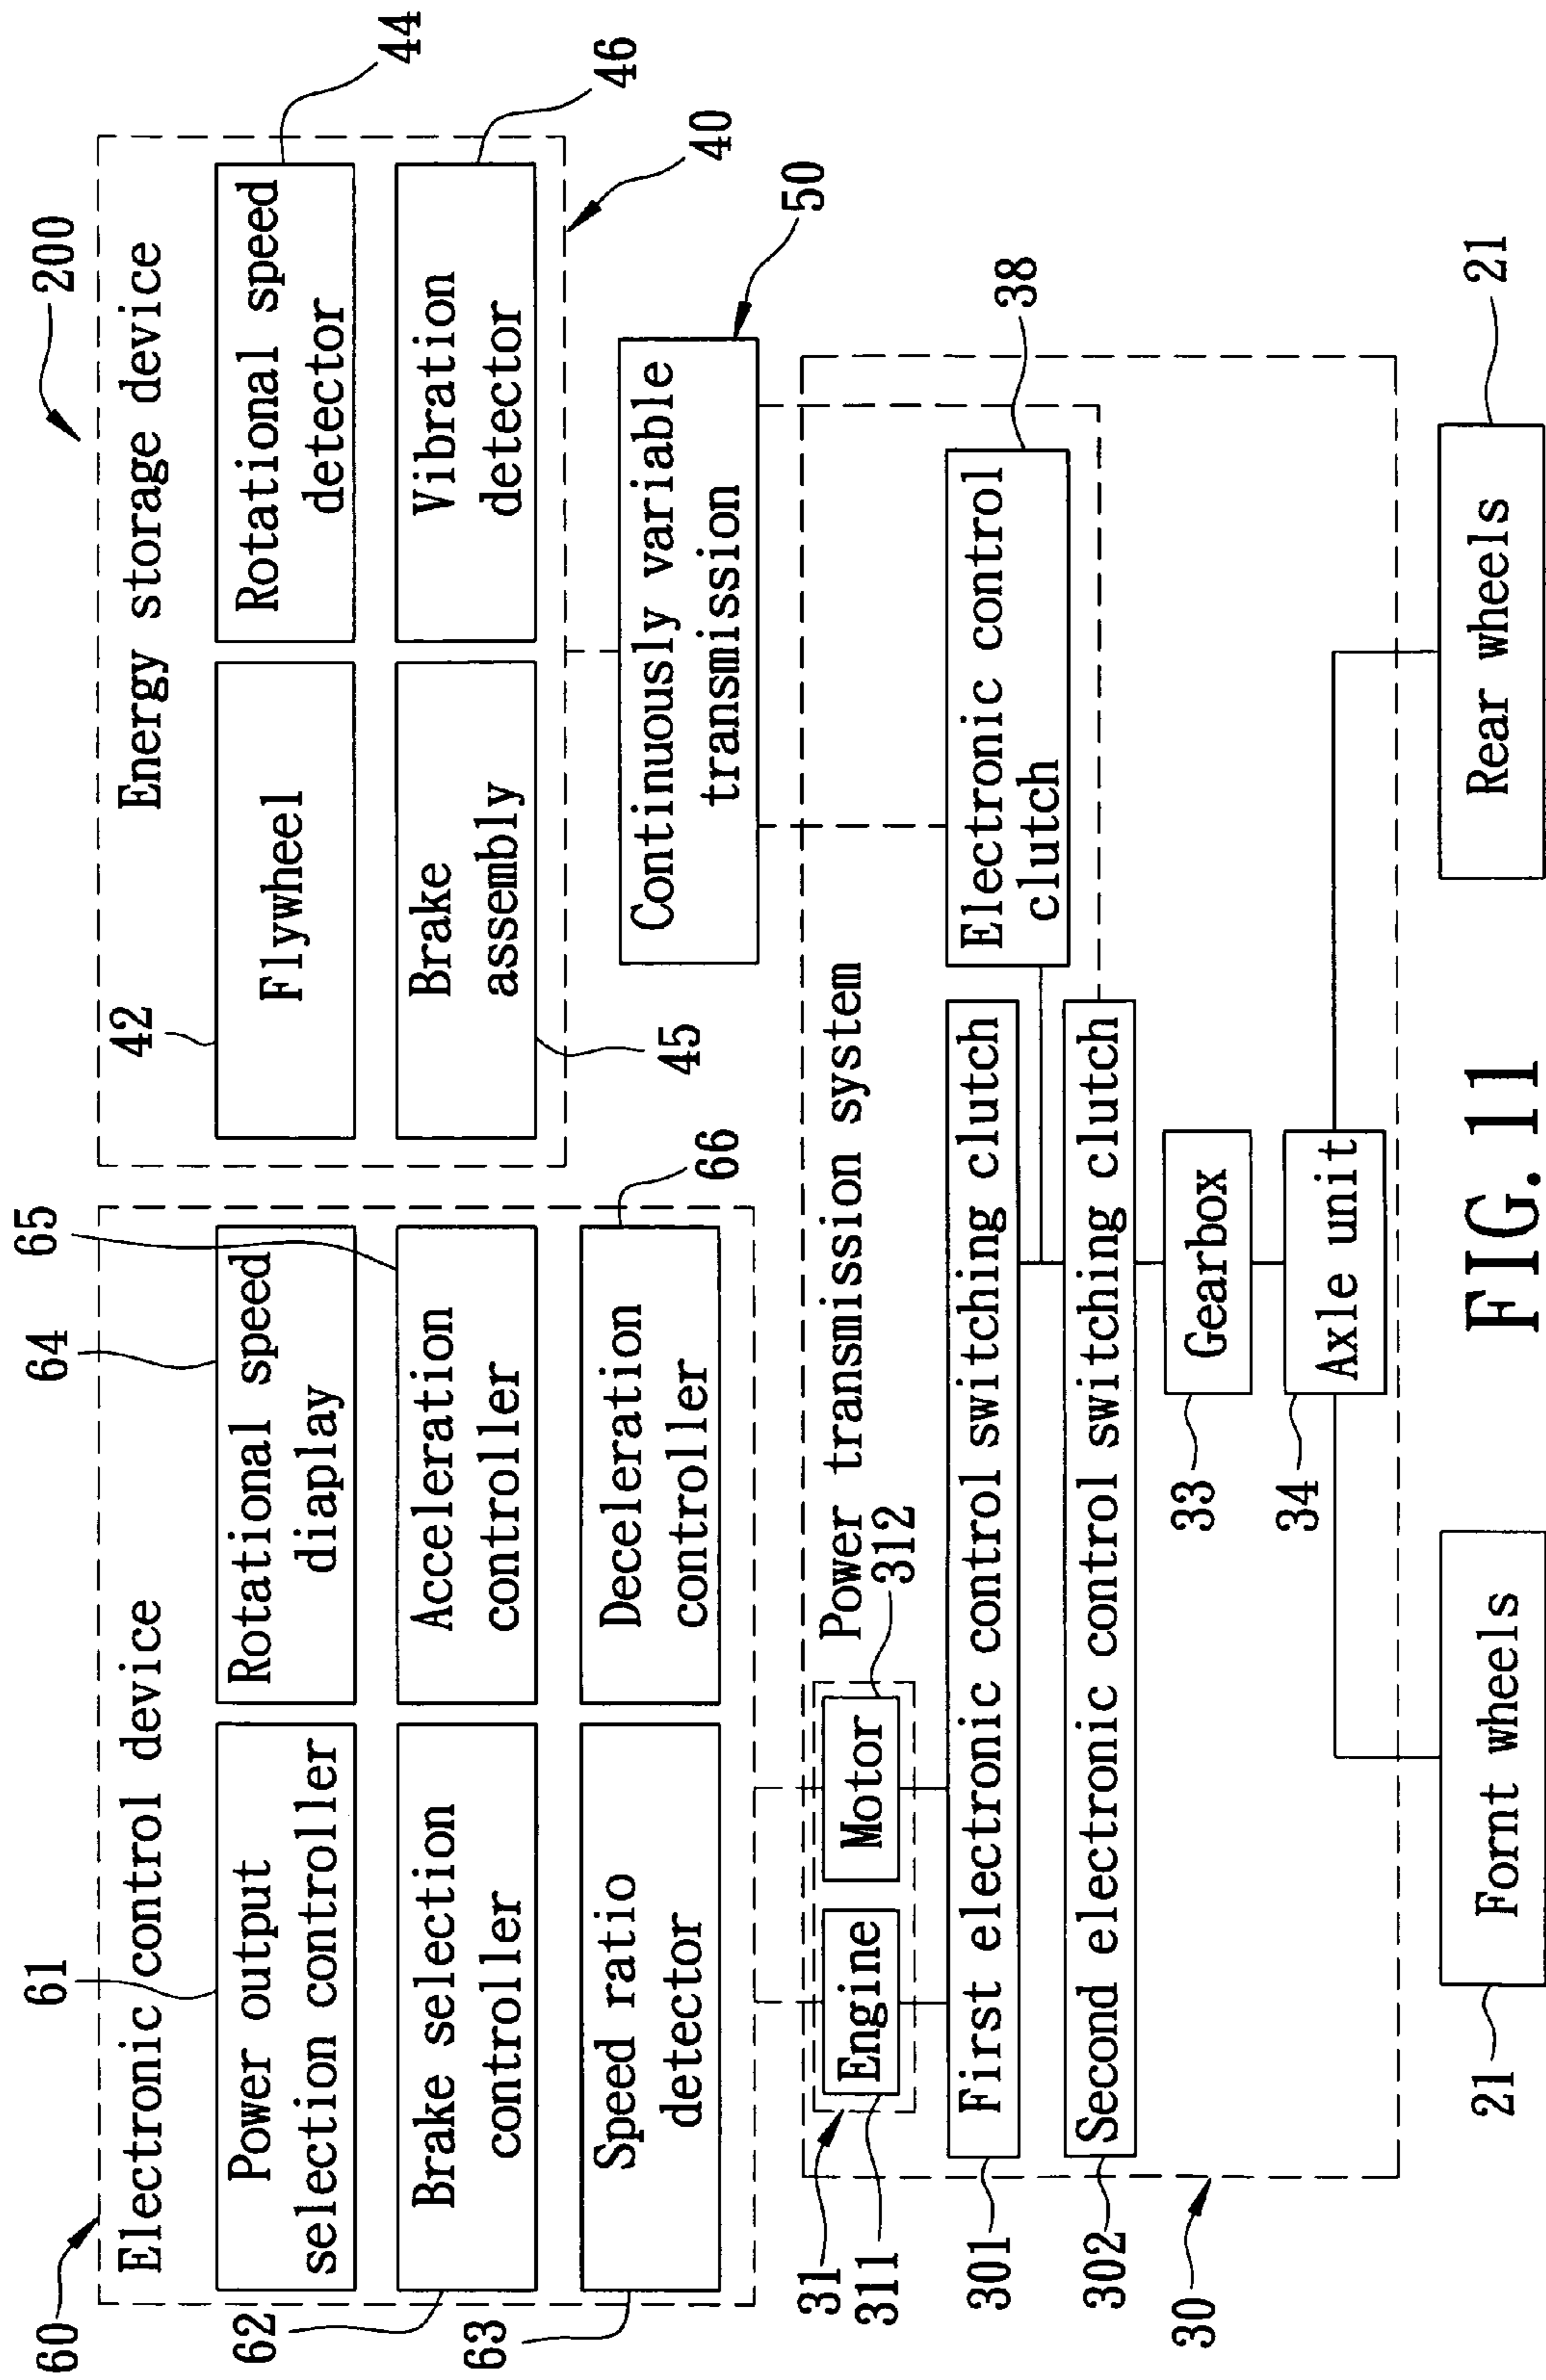 200
60
Electronic control device
61
64
65
Power output
selection controller
Rotational speed
diaplay
62
Brake selection
controller
Acceleration
controller
63
Speed ratio
detector
Deceleration
controller
66
Energy storage device
42
Flywheel
Rotational speed
detector
44
Brake
assembly
45
Vibration
detector
46
40
Continuously variable
transmission
50
Power transmission system
31
311
Engine
Motor
312
301
First electronic control switching clutch
Electronic control
clutch
38
302
Second electronic control switching clutch
33
Gearbox
34
Axle unit
30
21
Fornt wheels
Rear wheels
21
FIG. 11